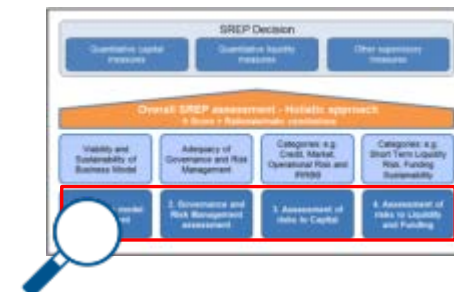 SREP Decision
Quantitative capital
measures
Quantitative liquidity
measures
Other supervisory
measures
Overall SREP assessment - Holistic approach
Viability and
Sustainability of
Business Model
Adequacy of
Governance and Risk
Management
Categories: e.g.
Credit, Market,
Operational Risk and
IRRBB
Categories: e.g.
Short Term Liquidity
Risk, Funding
Sustainability
model
2. Governance and
Risk Management
assessment
3. Assessment of
risks to Capital
4. Assessment of
risks to Liquidity
and Funding